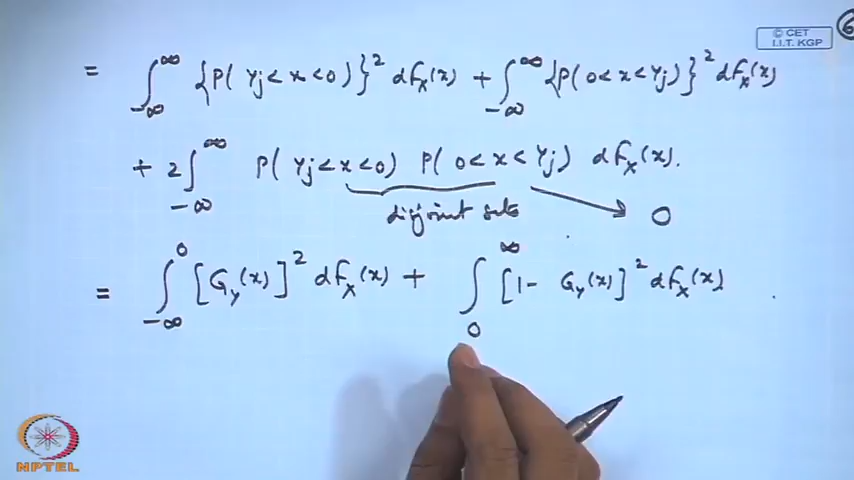 © CET
I.I.T. KGP
6
= ∫_{-∞}^{∞} {P(Yj < x < 0)}² dF_X(x) + ∫_{-∞}^{∞} {P(0 < x < Yj)}² dF_X(x)
+ 2 ∫_{-∞}^{∞} P(Yj < x < 0) P(0 < x < Yj) dF_X(x).
disjoint sets → 0
= ∫_{-∞}^{0} [G_Y(x)]² dF_X(x) + ∫_{0}^{∞} [1 - G_Y(x)]² dF_X(x)
NPTEL